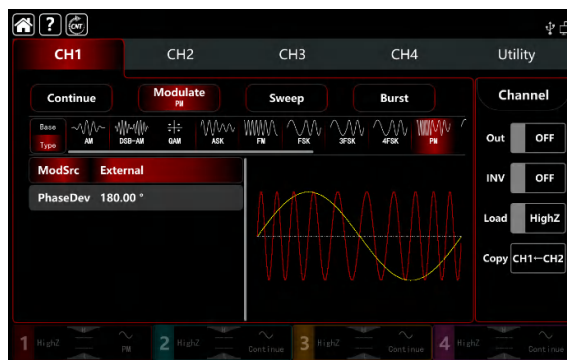 ?
CNT
CH1 CH2 CH3 CH4 Utility
Continue Modulate PM Sweep Burst Channel
Base Type AM DSB-AM GAM ASK FM FSK 3FSK 4FSK PM
Out OFF
ModSrc External
PhaseDev 180.00 °
INV OFF
Load HighZ
Copy CH1←CH2
1 HighZ PM 2 HighZ Continue 3 HighZ Continue 4 HighZ Continue